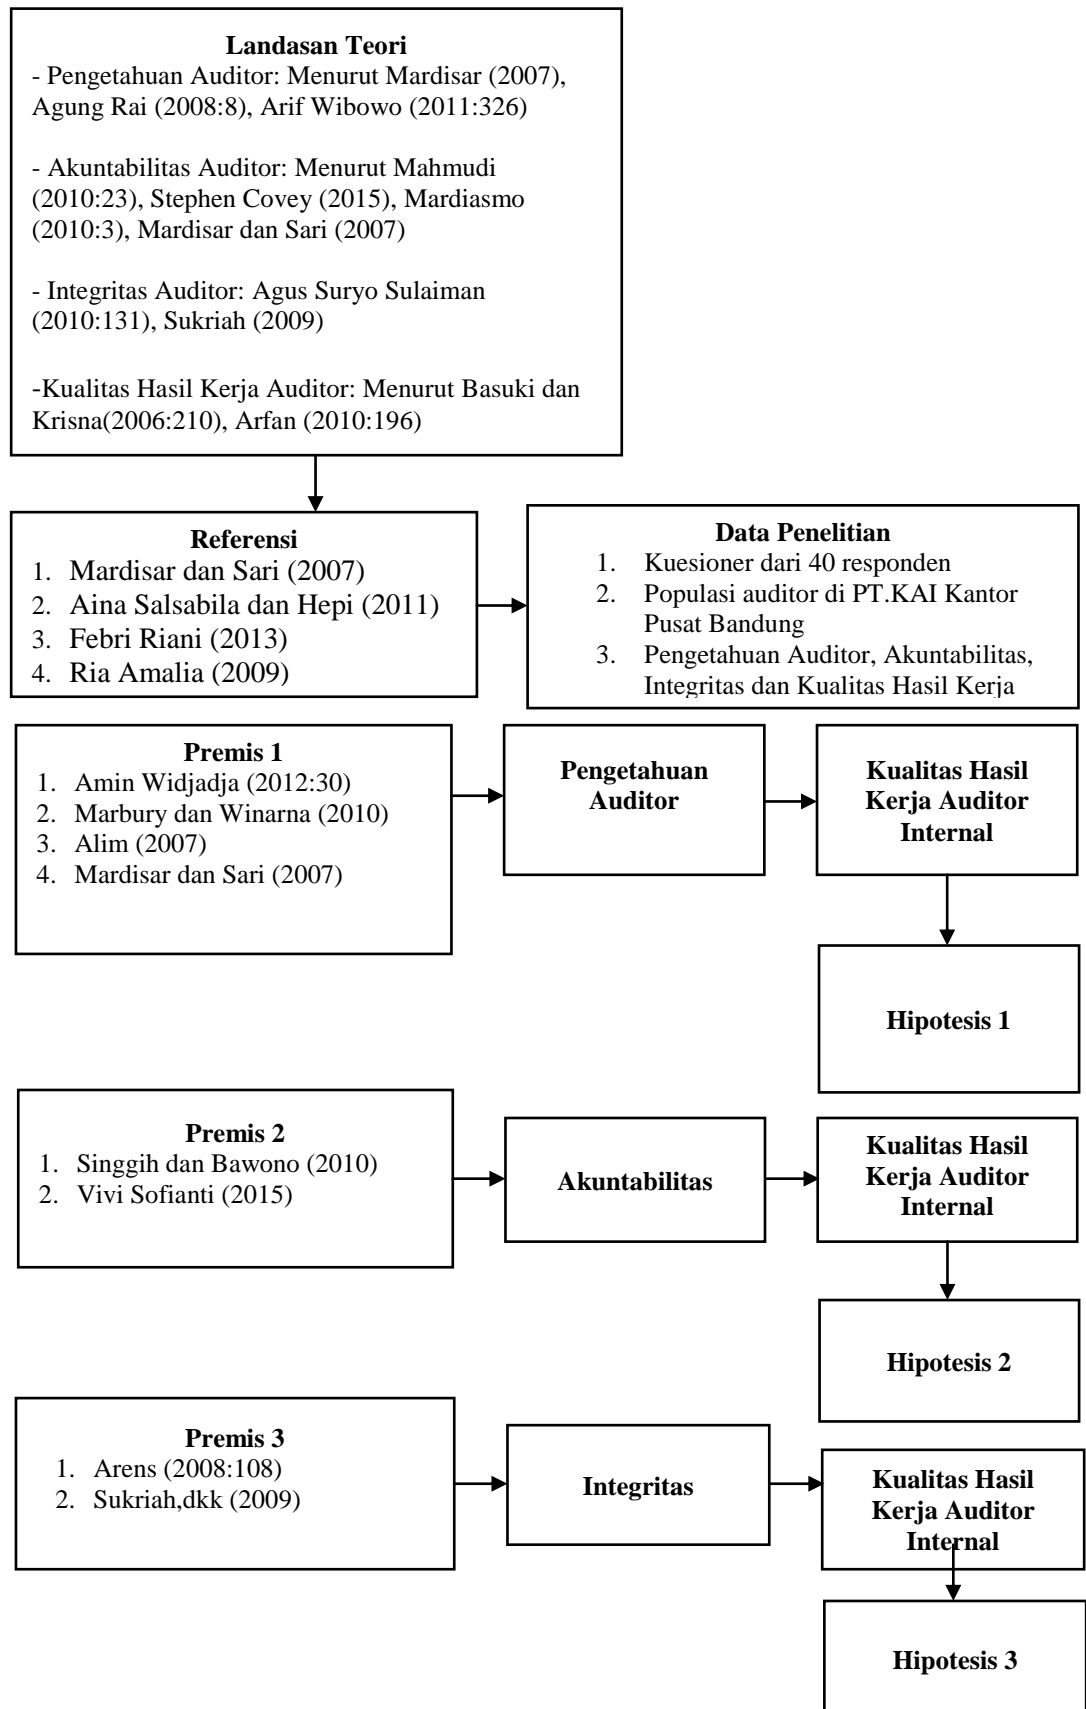 Landasan Teori
- Pengetahuan Auditor: Menurut Mardisar (2007),
Agung Rai (2008:8), Arif Wibowo (2011:326)
- Akuntabilitas Auditor: Menurut Mahmudi
(2010:23), Stephen Covey (2015), Mardiasmo
(2010:3), Mardisar dan Sari (2007)
- Integritas Auditor: Agus Suryo Sulaiman
(2010:131), Sukriah (2009)
-Kualitas Hasil Kerja Auditor: Menurut Basuki dan
Krisna(2006:210), Arfan (2010:196)
Referensi
1. Mardisar dan Sari (2007)
2. Aina Salsabila dan Hepi (2011)
3. Febri Riani (2013)
4. Ria Amalia (2009)
Data Penelitian
1. Kuesioner dari 40 responden
2. Populasi auditor di PT.KAI Kantor
Pusat Bandung
3. Pengetahuan Auditor, Akuntabilitas,
Integritas dan Kualitas Hasil Kerja
Premis 1
1. Amin Widjadja (2012:30)
2. Marbury dan Winarna (2010)
3. Alim (2007)
4. Mardisar dan Sari (2007)
Pengetahuan
Auditor
Kualitas Hasil
Kerja Auditor
Internal
Hipotesis 1
Premis 2
1. Singgih dan Bawono (2010)
2. Vivi Sofianti (2015)
Akuntabilitas
Kualitas Hasil
Kerja Auditor
Internal
Hipotesis 2
Premis 3
1. Arens (2008:108)
2. Sukriah,dkk (2009)
Integritas
Kualitas Hasil
Kerja Auditor
Internal
Hipotesis 3